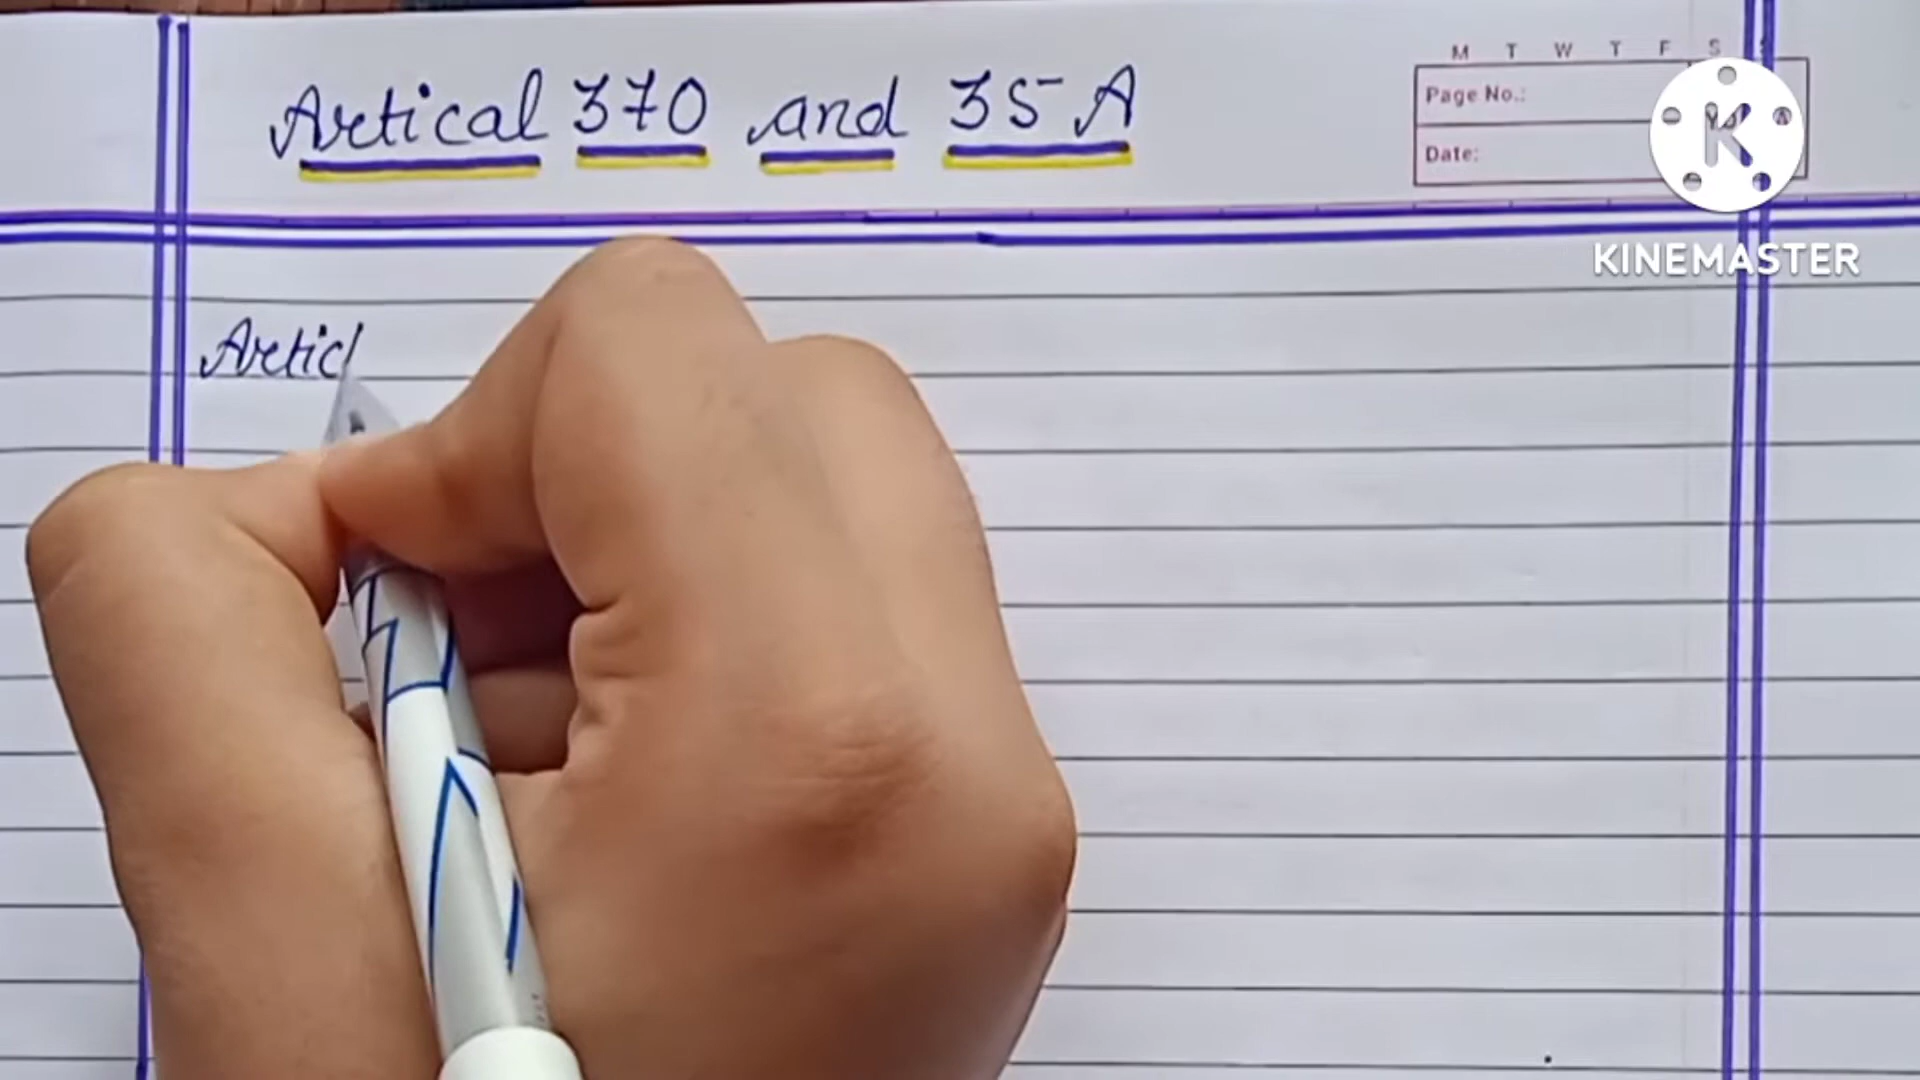 Artical 370 and 35-A
M T W T F S S
Page No.:
Date:
KINEMASTER
Articl